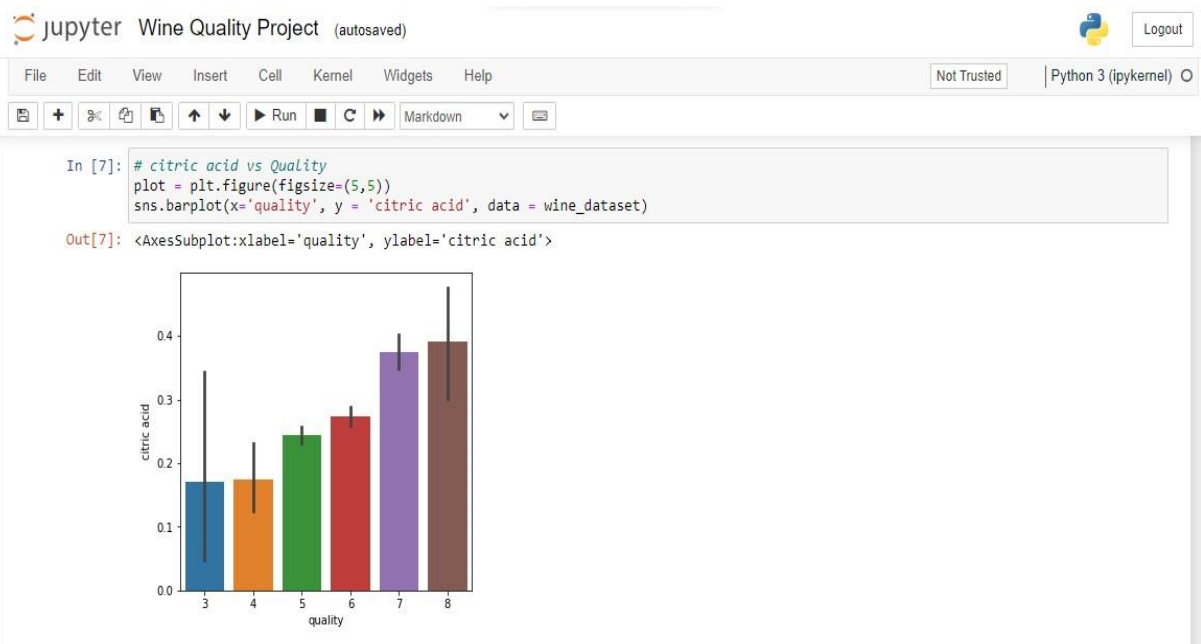 jupyter Wine Quality Project (autosaved)
Logout
File Edit View Insert Cell Kernel Widgets Help
Not Trusted
Python 3 (ipykernel)
Run
Markdown
In [7]: # citric acid vs Quality
plot = plt.figure(figsize=(5,5))
sns.barplot(x='quality', y = 'citric acid', data = wine_dataset)
Out[7]: <AxesSubplot:xlabel='quality', ylabel='citric acid'>
0.4
0.3
0.2
0.1
0.0
citric acid
3 4 5 6 7 8
quality